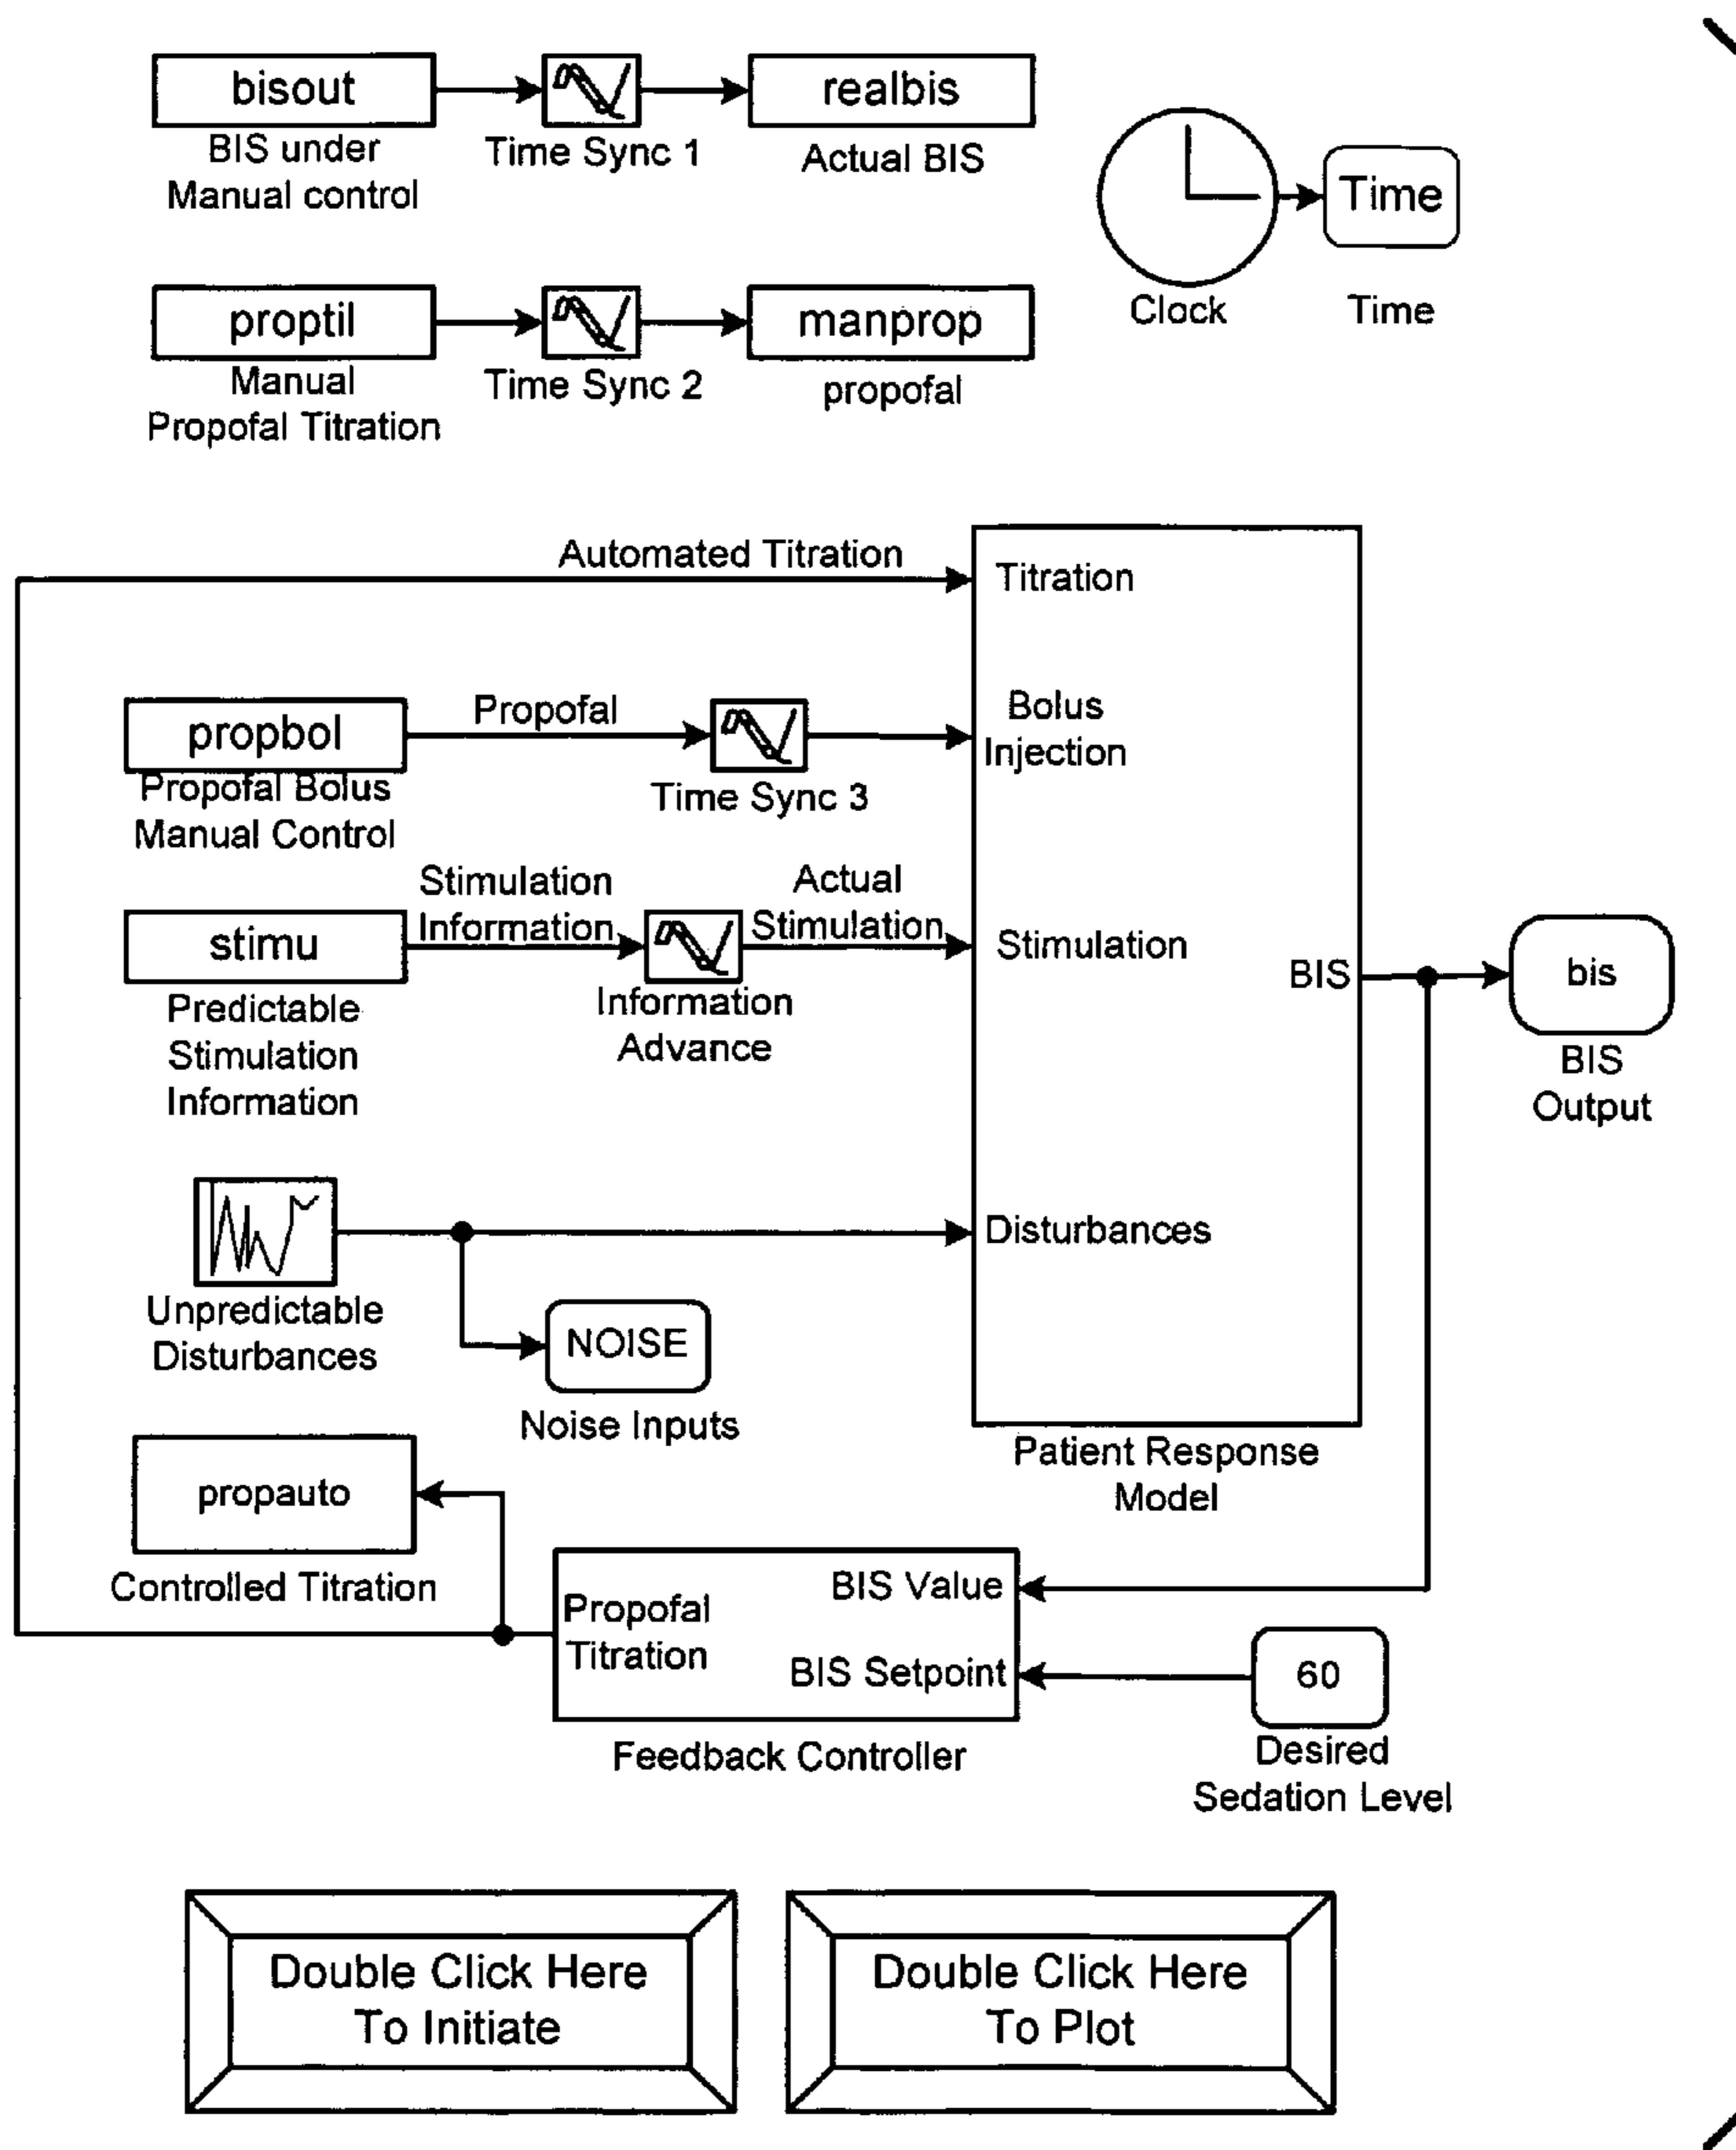 bisout
BIS under
Manual control
Time Sync 1
realbis
Actual BIS
Time
Clock
Time
proptil
Manual
Propofal Titration
Time Sync 2
manprop
propofal
Automated Titration
Titration
propbol
Propofal Bolus
Manual Control
Propofal
Time Sync 3
Bolus
Injection
stimu
Predictable
Stimulation
Information
Stimulation
Information
Information
Advance
Actual
Stimulation
Stimulation
BIS
bis
BIS
Output
Unpredictable
Disturbances
Disturbances
NOISE
Noise Inputs
Patient Response
Model
propauto
Controlled Titration
Propofal
Titration
BIS Value
BIS Setpoint
Feedback Controller
60
Desired
Sedation Level
Double Click Here
To Initiate
Double Click Here
To Plot